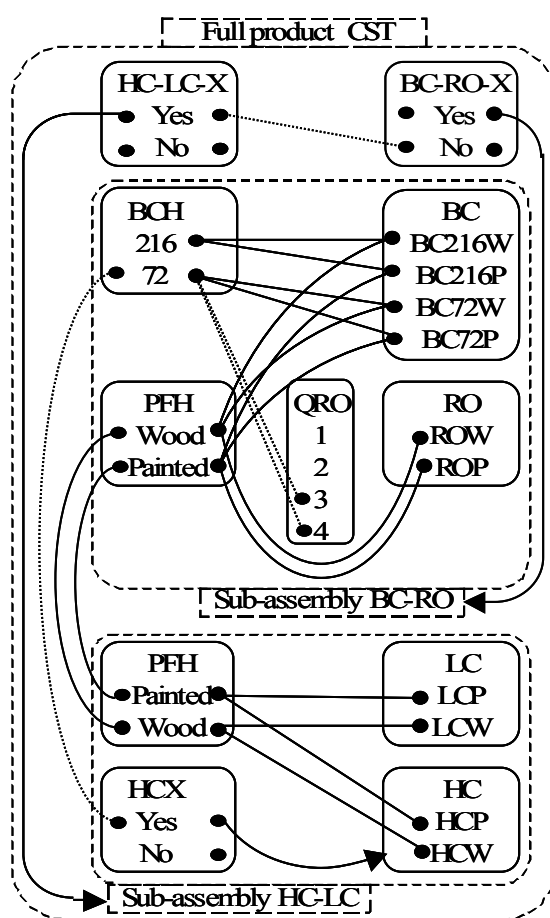 Full product CST
HC-LC-X
Yes
No
BC-RO-X
Yes
No
BCH
216
72
BC
BC216W
BC216P
BC72W
BC72P
PFH
Wood
Painted
QRO
1
2
3
4
RO
ROW
ROP
Sub-assembly BC-RO
PFH
Painted
Wood
LC
LCP
LCW
HCX
Yes
No
HC
HCP
HCW
Sub-assembly HC-LC